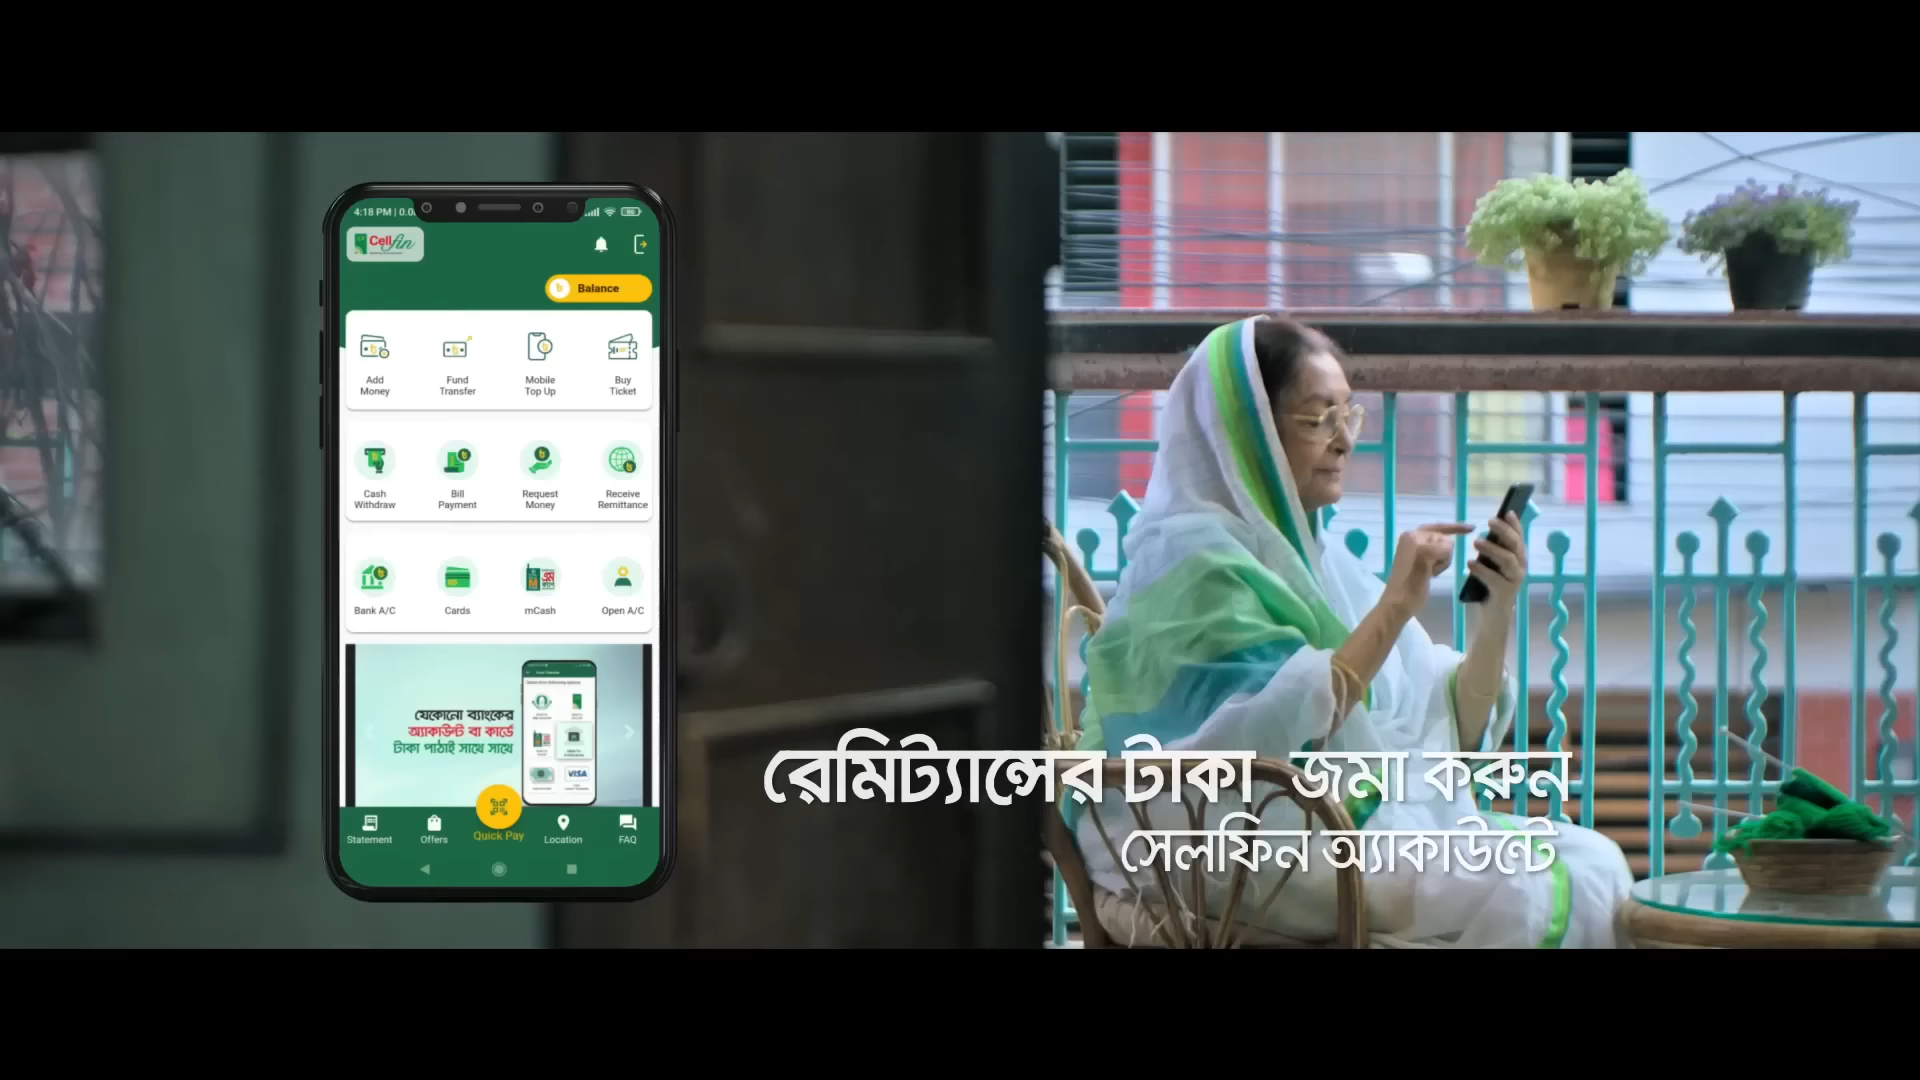 4:18 PM | 0.0
Cellfin
Balance
Add Money
Fund Transfer
Mobile Top Up
Buy Ticket
Cash Withdraw
Bill Payment
Request Money
Receive Remittance
Bank A/C
Cards
mCash
Open A/C
যেকোনো ব্যাংকের
অ্যাকাউন্ট বা কার্ডে
টাকা পাঠাই সাথে সাথে
VISA
Statement
Offers
Quick Pay
Location
FAQ
রেমিট্যান্সের টাকা জমা করুন
সেলফিন অ্যাকাউন্টে